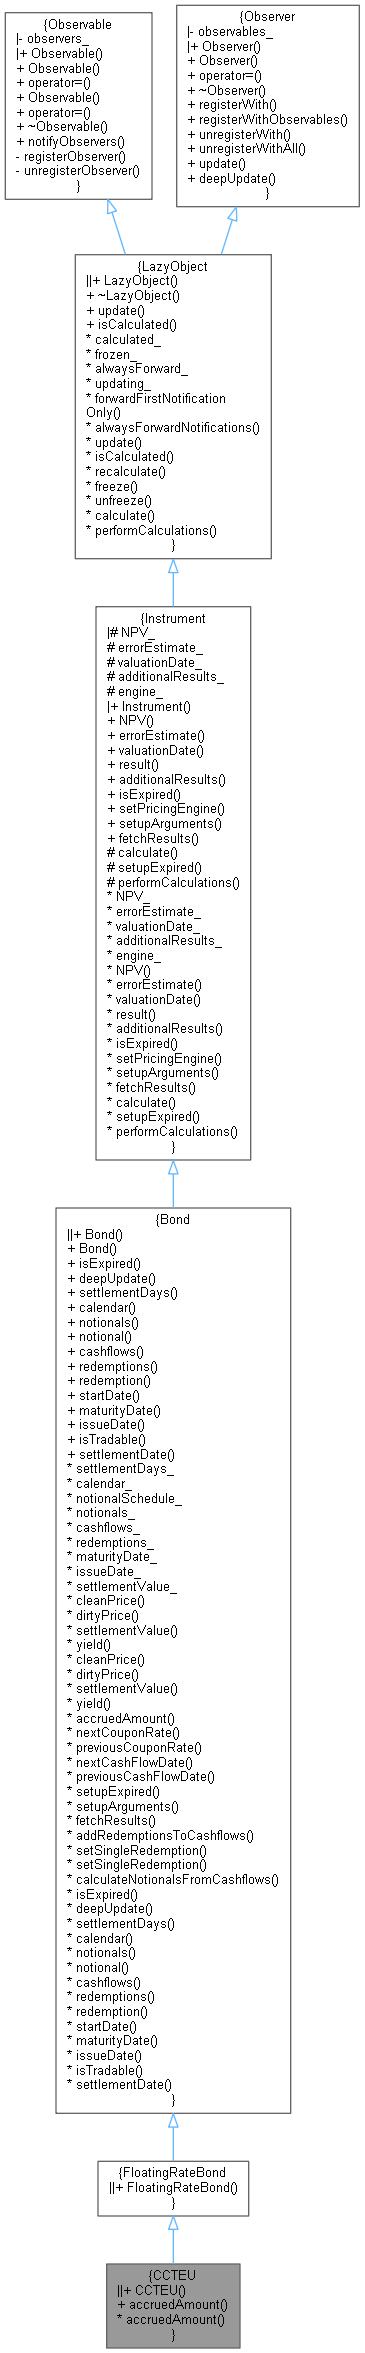 {Observable
|- observers_
|+ Observable()
+ Observable()
+ operator=()
+ Observable()
+ operator=()
+ ~Observable()
+ notifyObservers()
- registerObserver()
- unregisterObserver()
}
{Observer
|- observables_
|+ Observer()
+ Observer()
+ operator=()
+ ~Observer()
+ registerWith()
+ registerWithObservables()
+ unregisterWith()
+ unregisterWithAll()
+ update()
+ deepUpdate()
}
{LazyObject
||+ LazyObject()
+ ~LazyObject()
+ update()
+ isCalculated()
* calculated_
* frozen_
* alwaysForward_
* updating_
* forwardFirstNotification
Only()
* alwaysForwardNotifications()
* update()
* isCalculated()
* recalculate()
* freeze()
* unfreeze()
* calculate()
* performCalculations()
}
{Instrument
|# NPV_
# errorEstimate_
# valuationDate_
# additionalResults_
# engine_
|+ Instrument()
+ NPV()
+ errorEstimate()
+ valuationDate()
+ result()
+ additionalResults()
+ isExpired()
+ setPricingEngine()
+ setupArguments()
+ fetchResults()
# calculate()
# setupExpired()
# performCalculations()
* NPV_
* errorEstimate_
* valuationDate_
* additionalResults_
* engine_
* NPV()
* errorEstimate()
* valuationDate()
* result()
* additionalResults()
* isExpired()
* setPricingEngine()
* setupArguments()
* fetchResults()
* calculate()
* setupExpired()
* performCalculations()
}
{Bond
||+ Bond()
+ Bond()
+ isExpired()
+ deepUpdate()
+ settlementDays()
+ calendar()
+ notionals()
+ notional()
+ cashflows()
+ redemptions()
+ redemption()
+ startDate()
+ maturityDate()
+ issueDate()
+ isTradable()
+ settlementDate()
* settlementDays_
* calendar_
* notionalSchedule_
* notionals_
* cashflows_
* redemptions_
* maturityDate_
* issueDate_
* settlementValue_
* cleanPrice()
* dirtyPrice()
* settlementValue()
* yield()
* cleanPrice()
* dirtyPrice()
* settlementValue()
* yield()
* accruedAmount()
* nextCouponRate()
* previousCouponRate()
* nextCashFlowDate()
* previousCashFlowDate()
* setupExpired()
* setupArguments()
* fetchResults()
* addRedemptionsToCashflows()
* setSingleRedemption()
* setSingleRedemption()
* calculateNotionalsFromCashflows()
* isExpired()
* deepUpdate()
* settlementDays()
* calendar()
* notionals()
* notional()
* cashflows()
* redemptions()
* redemption()
* startDate()
* maturityDate()
* issueDate()
* isTradable()
* settlementDate()
}
{FloatingRateBond
||+ FloatingRateBond()
}
{CCTEU
||+ CCTEU()
+ accruedAmount()
* accruedAmount()
}